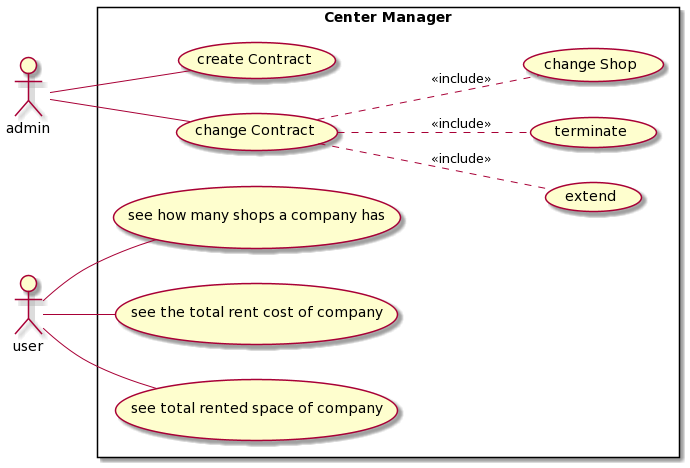 Center Manager
create Contract
change Shop
«include»
admin
change Contract
«include»
terminate
«include»
extend
see how many shops a company has
see the total rent cost of company
user
see total rented space of company